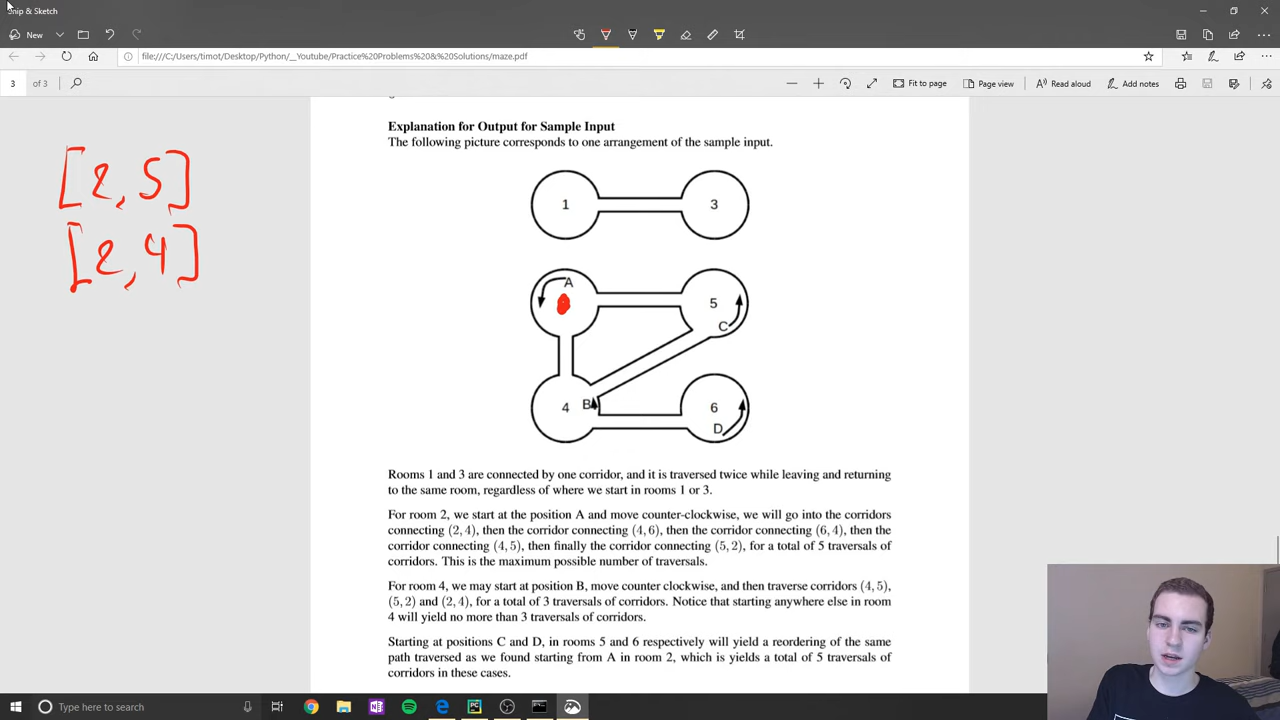 Snip & Sketch
New
file:///C:/Users/timot/Desktop/Python/__Youtube/Practice%20Problems%20&%20Solutions/maze.pdf
3 of 3
Fit to page
Page view
Read aloud
Add notes
Explanation for Output for Sample Input
The following picture corresponds to one arrangement of the sample input.
[2,5]
[2,4]
1 3
A
5
C
4 B 6
D
Rooms 1 and 3 are connected by one corridor, and it is traversed twice while leaving and returning
to the same room, regardless of where we start in rooms 1 or 3.
For room 2, we start at the position A and move counter-clockwise, we will go into the corridors
connecting (2,4), then the corridor connecting (4,6), then the corridor connecting (6,4), then the
corridor connecting (4,5), then finally the corridor connecting (5,2), for a total of 5 traversals of
corridors. This is the maximum possible number of traversals.
For room 4, we may start at position B, move counter clockwise, and then traverse corridors (4,5),
(5,2) and (2,4), for a total of 3 traversals of corridors. Notice that starting anywhere else in room
4 will yield no more than 3 traversals of corridors.
Starting at positions C and D, in rooms 5 and 6 respectively will yield a reordering of the same
path traversed as we found starting from A in room 2, which is yields a total of 5 traversals of
corridors in these cases.
Type here to search